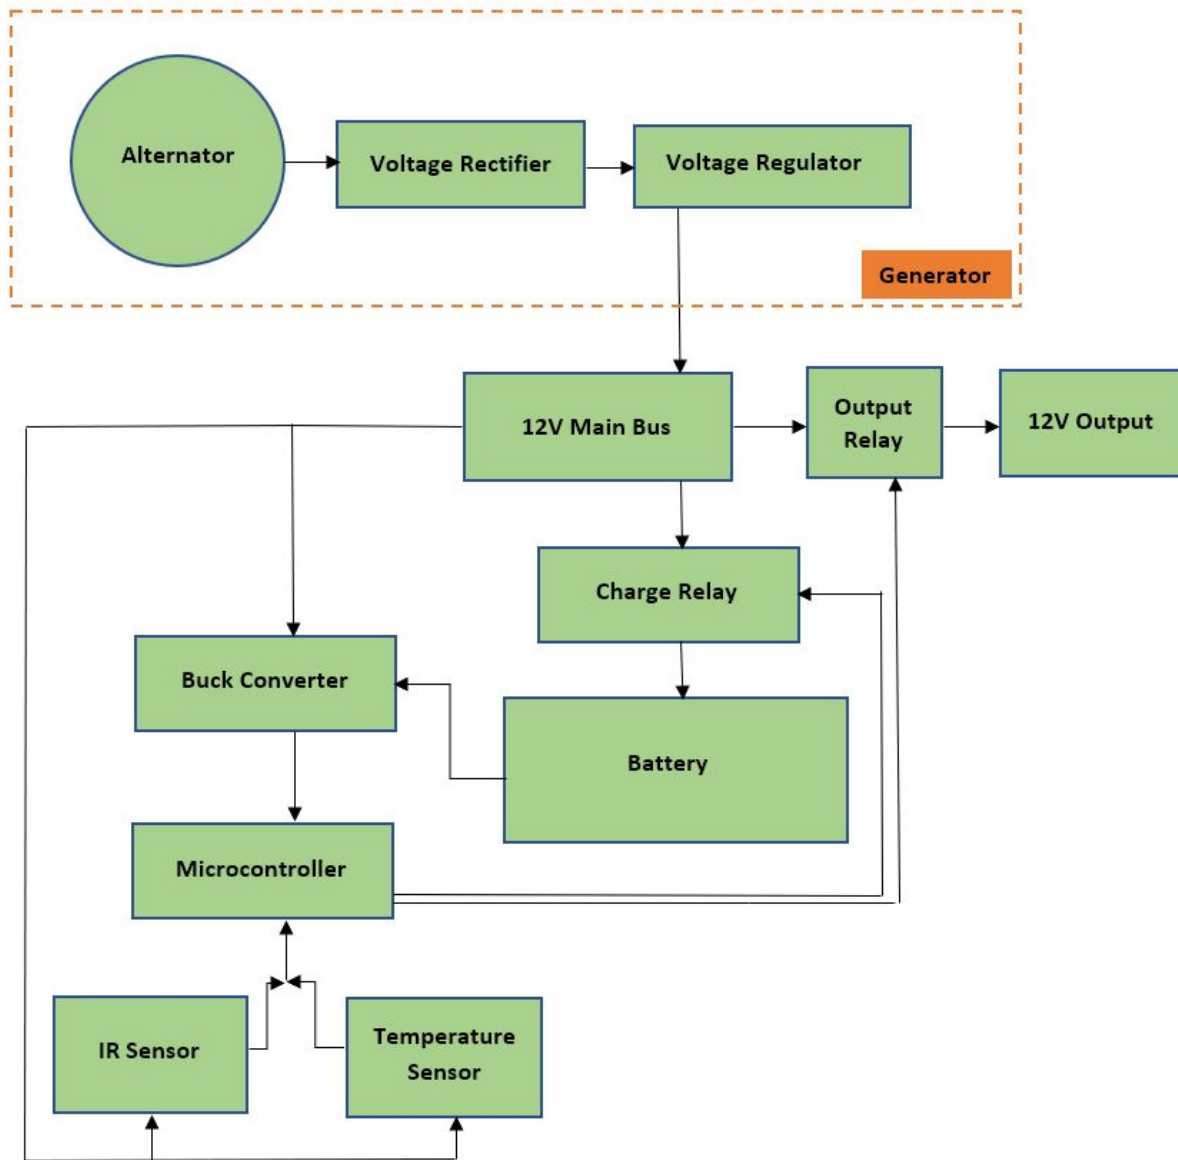 Alternator
Voltage Rectifier
Voltage Regulator
Generator
12V Main Bus
Output
Relay
12V Output
Charge Relay
Buck Converter
Battery
Microcontroller
IR Sensor
Temperature
Sensor